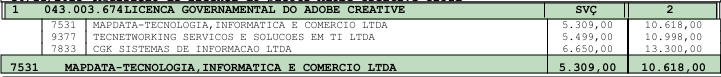 1 043.003.674 LICENCA GOVERNAMENTAL DO ADOBE CREATIVE SVÇ 2
7531 MAPDATA-TECNOLOGIA,INFORMATICA E COMERCIO LTDA 5.309,00 10.618,00
9377 TECNETWORKING SERVICOS E SOLUCOES EM TI LTDA 5.499,00 10.998,00
7833 CGK SISTEMAS DE INFORMACAO LTDA 6.650,00 13.300,00
7531 MAPDATA-TECNOLOGIA,INFORMATICA E COMERCIO LTDA 5.309,00 10.618,00